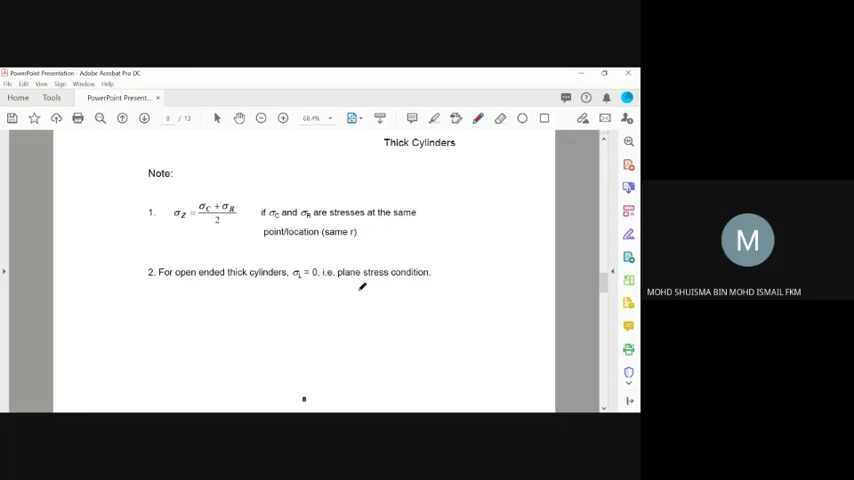 PowerPoint Presentation - Adobe Acrobat Pro DC
File Edit View Sign Window Help
Home Tools PowerPoint Present... ×
8 / 13 68.4%
Thick Cylinders
Note:
1. σZ = (σC + σR) / 2 if σC and σR are stresses at the same
point/location (same r)
2. For open ended thick cylinders, σL = 0, i.e. plane stress condition.
8
M
MOHD SHUISMA BIN MOHD ISMAIL FKM